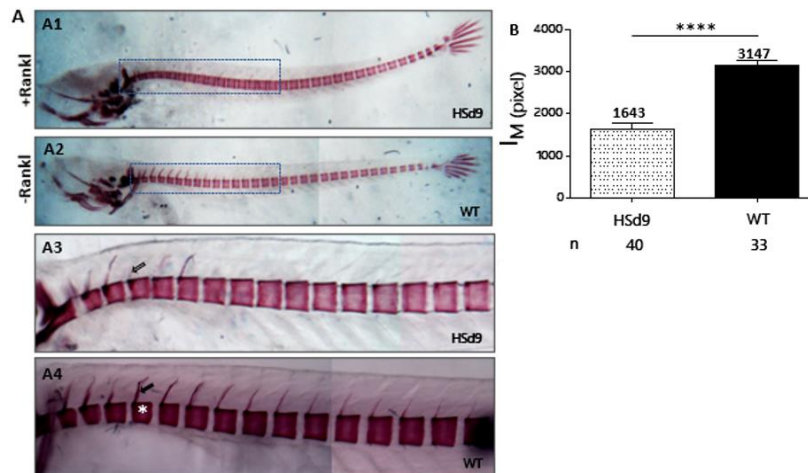 A
A1
+Rankl
HSd9
A2
-Rankl
WT
A3
HSd9
A4
*
WT
B
****
4000
3147
3000
1643
2000
1000
0
I_M (pixel)
HSd9 WT
n 40 33